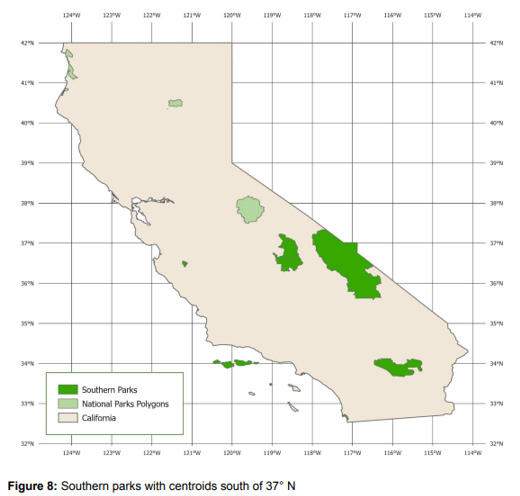 124°W 123°W 122°W 121°W 120°W 119°W 118°W 117°W 116°W 115°W 114°W
42°N 42°N
41°N 41°N
40°N 40°N
39°N 39°N
38°N 38°N
37°N 37°N
36°N 36°N
35°N 35°N
34°N 34°N
Southern Parks
National Parks Polygons
33°N 33°N
California
32°N 32°N
124°W 123°W 122°W 121°W 120°W 119°W 118°W 117°W 116°W 115°W 114°W
Figure 8: Southern parks with centroids south of 37° N